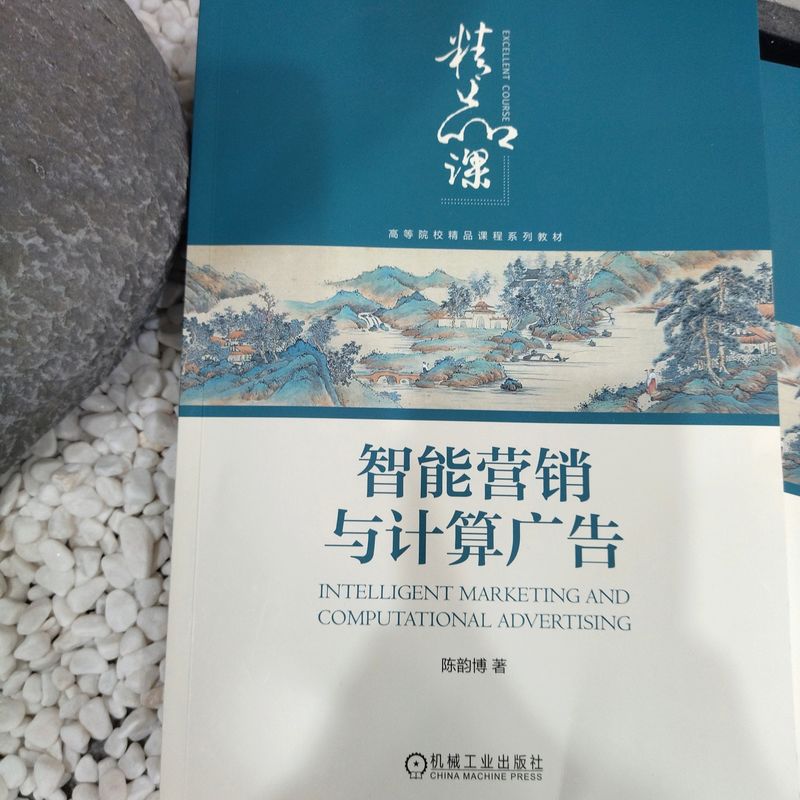 精品课
EXCELLENT COURSE
高等院校精品课程系列教材
智能营销
与计算广告
INTELLIGENT MARKETING AND
COMPUTATIONAL ADVERTISING
陈韵博 著
机械工业出版社
CHINA MACHINE PRESS